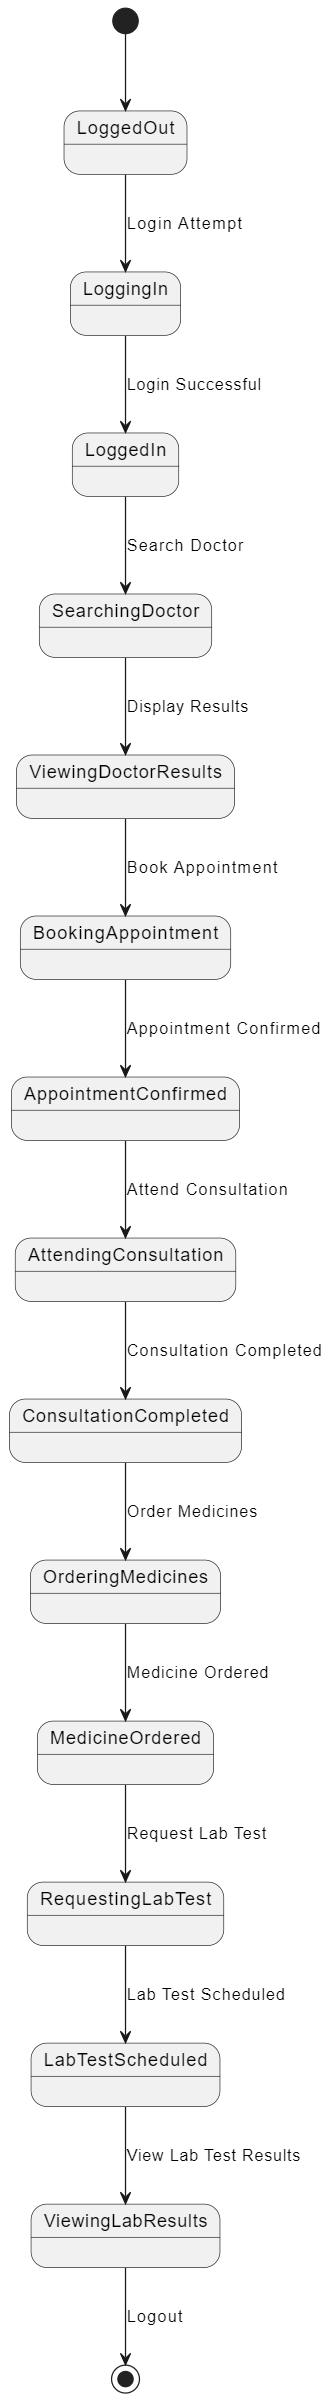 LoggedOut
Login Attempt
LoggingIn
Login Successful
LoggedIn
Search Doctor
SearchingDoctor
Display Results
ViewingDoctorResults
Book Appointment
BookingAppointment
Appointment Confirmed
AppointmentConfirmed
Attend Consultation
AttendingConsultation
Consultation Completed
ConsultationCompleted
Order Medicines
OrderingMedicines
Medicine Ordered
MedicineOrdered
Request Lab Test
RequestingLabTest
Lab Test Scheduled
LabTestScheduled
View Lab Test Results
ViewingLabResults
Logout